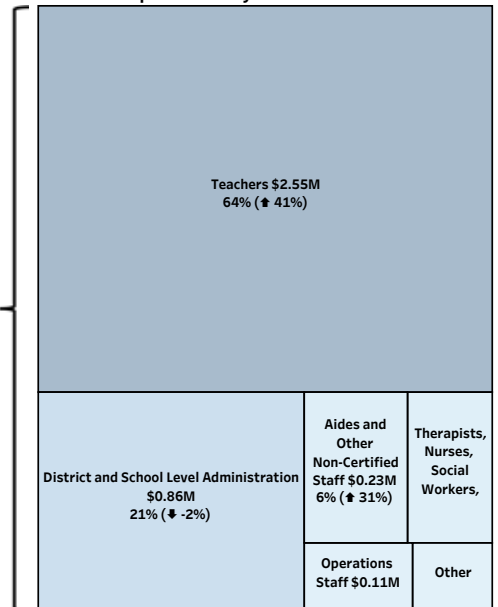 Teachers $2.55M
64% (⬆ 41%)
District and School Level Administration
$0.86M
21% (⬇ -2%)
Aides and
Other
Non-Certified
Staff $0.23M
6% (⬆ 31%)
Therapists,
Nurses,
Social
Workers,
Operations
Staff $0.11M
Other